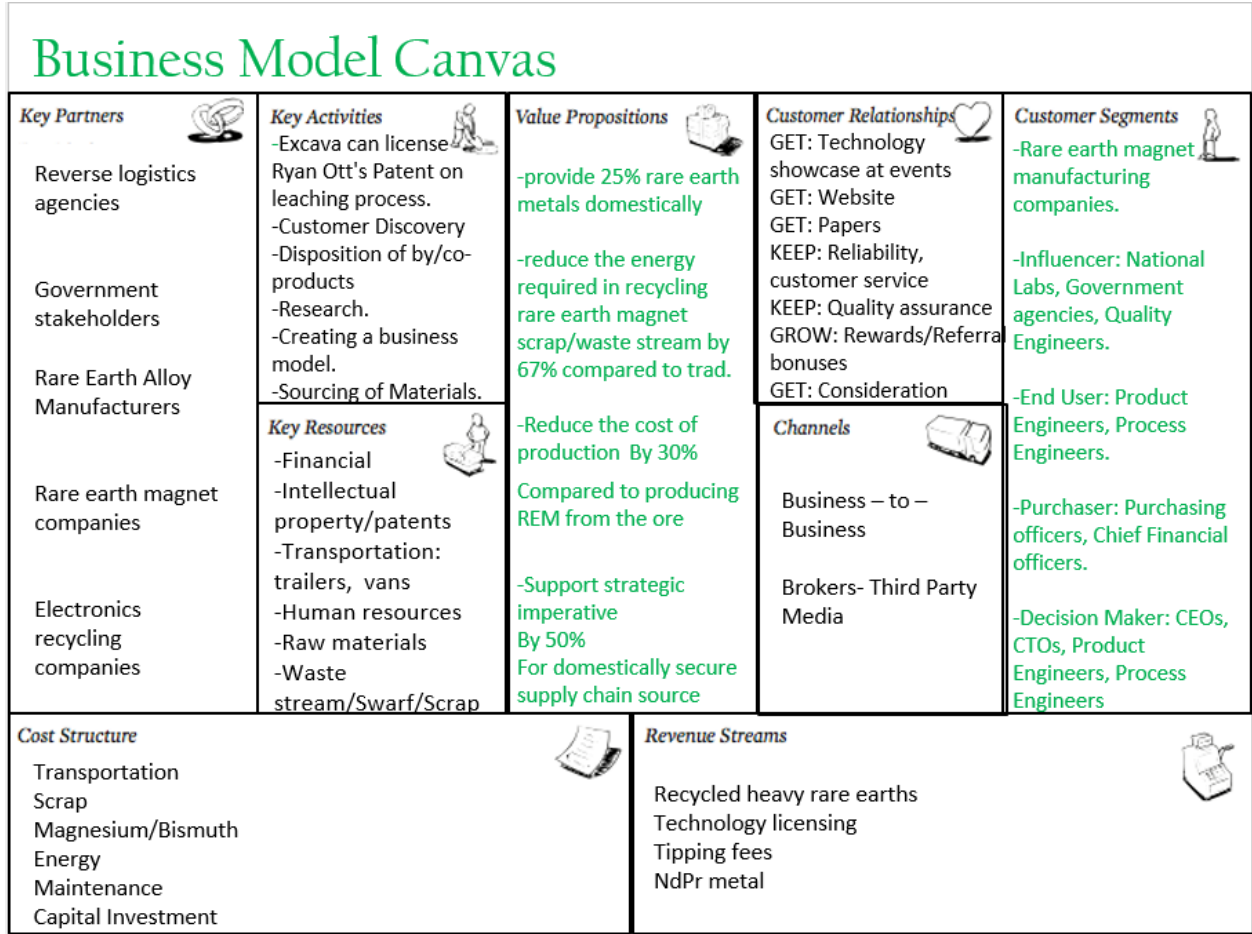 Business Model Canvas
Key Partners
Reverse logistics
agencies
Government
stakeholders
Rare Earth Alloy
Manufacturers
Rare earth magnet
companies
Electronics
recycling
companies
Key Activities
-Excava can license
Ryan Ott's Patent on
leaching process.
-Customer Discovery
-Disposition of by/co-
products
-Research.
-Creating a business
model.
-Sourcing of Materials.
Key Resources
-Financial
-Intellectual
property/patents
-Transportation:
trailers, vans
-Human resources
-Raw materials
-Waste
stream/Swarf/Scrap
Value Propositions
-provide 25% rare earth
metals domestically
-reduce the energy
required in recycling
rare earth magnet
scrap/waste stream by
67% compared to trad.
-Reduce the cost of
production By 30%
Compared to producing
REM from the ore
-Support strategic
imperative
By 50%
For domestically secure
supply chain source
Customer Relationships
GET: Technology
showcase at events
GET: Website
GET: Papers
KEEP: Reliability,
customer service
KEEP: Quality assurance
GROW: Rewards/Referral
bonuses
GET: Consideration
Channels
Business – to –
Business
Brokers- Third Party
Media
Customer Segments
-Rare earth magnet
manufacturing
companies.
-Influencer: National
Labs, Government
agencies, Quality
Engineers.
-End User: Product
Engineers, Process
Engineers.
-Purchaser: Purchasing
officers, Chief Financial
officers.
-Decision Maker: CEOs,
CTOs, Product
Engineers, Process
Engineers
Cost Structure
Transportation
Scrap
Magnesium/Bismuth
Energy
Maintenance
Capital Investment
Revenue Streams
Recycled heavy rare earths
Technology licensing
Tipping fees
NdPr metal